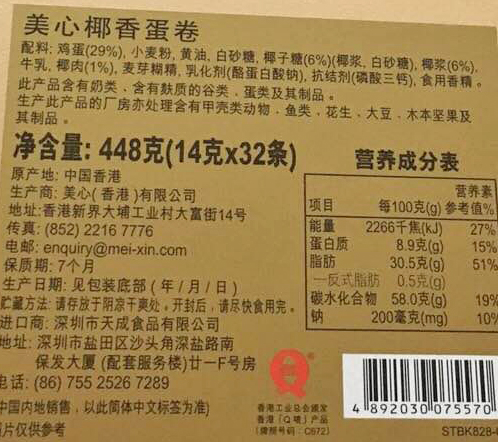 美心椰香蛋卷
配料: 鸡蛋(29%), 小麦粉, 黄油, 白砂糖, 椰子糖(6%)(椰浆, 白砂糖), 椰浆(6%),
牛乳, 椰肉(1%), 麦芽糊精, 乳化剂(酪蛋白酸钠), 抗结剂(磷酸三钙), 食用香精。
此产品含有奶类、含有麸质的谷类、蛋类及其制品。
生产此产品的厂房亦处理含有甲壳类动物、鱼类、花生、大豆、木本坚果及
其制品。
净含量: 448克(14克x32条)
原产地: 中国香港
生产商: 美心(香港)有限公司
地址:香港新界大埔工业村大富街14号
传真: (852) 2216 7776
电邮: enquiry@mei-xin.com
保质期: 7个月
生产日期: 见包装底部 (年/月/日)
贮藏方法: 请存放于阴凉干爽处。开封后,请尽快食用完。
进口商: 深圳市天成食品有限公司
地址: 深圳市盐田区沙头角深盐路南
保发大厦 (配套服务楼)廿一F号房
电话: (86) 755 2526 7289
中国内地销售,以此简体中文标签为准)
片仅供参考
营养成分表
项目 每100克(g) 营养素参考值%
能量 2266千焦(kJ) 27%
蛋白质 8.9克(g) 15%
脂肪 30.5克(g) 51%
一反式脂肪 0.5克(g)
碳水化合物 58.0克(g) 19%
钠 200毫克(mg) 10%
香港工业总会颁发
香港「Q唛」产品
(牌照号码: C672)
4 892030 075570
STBK828-